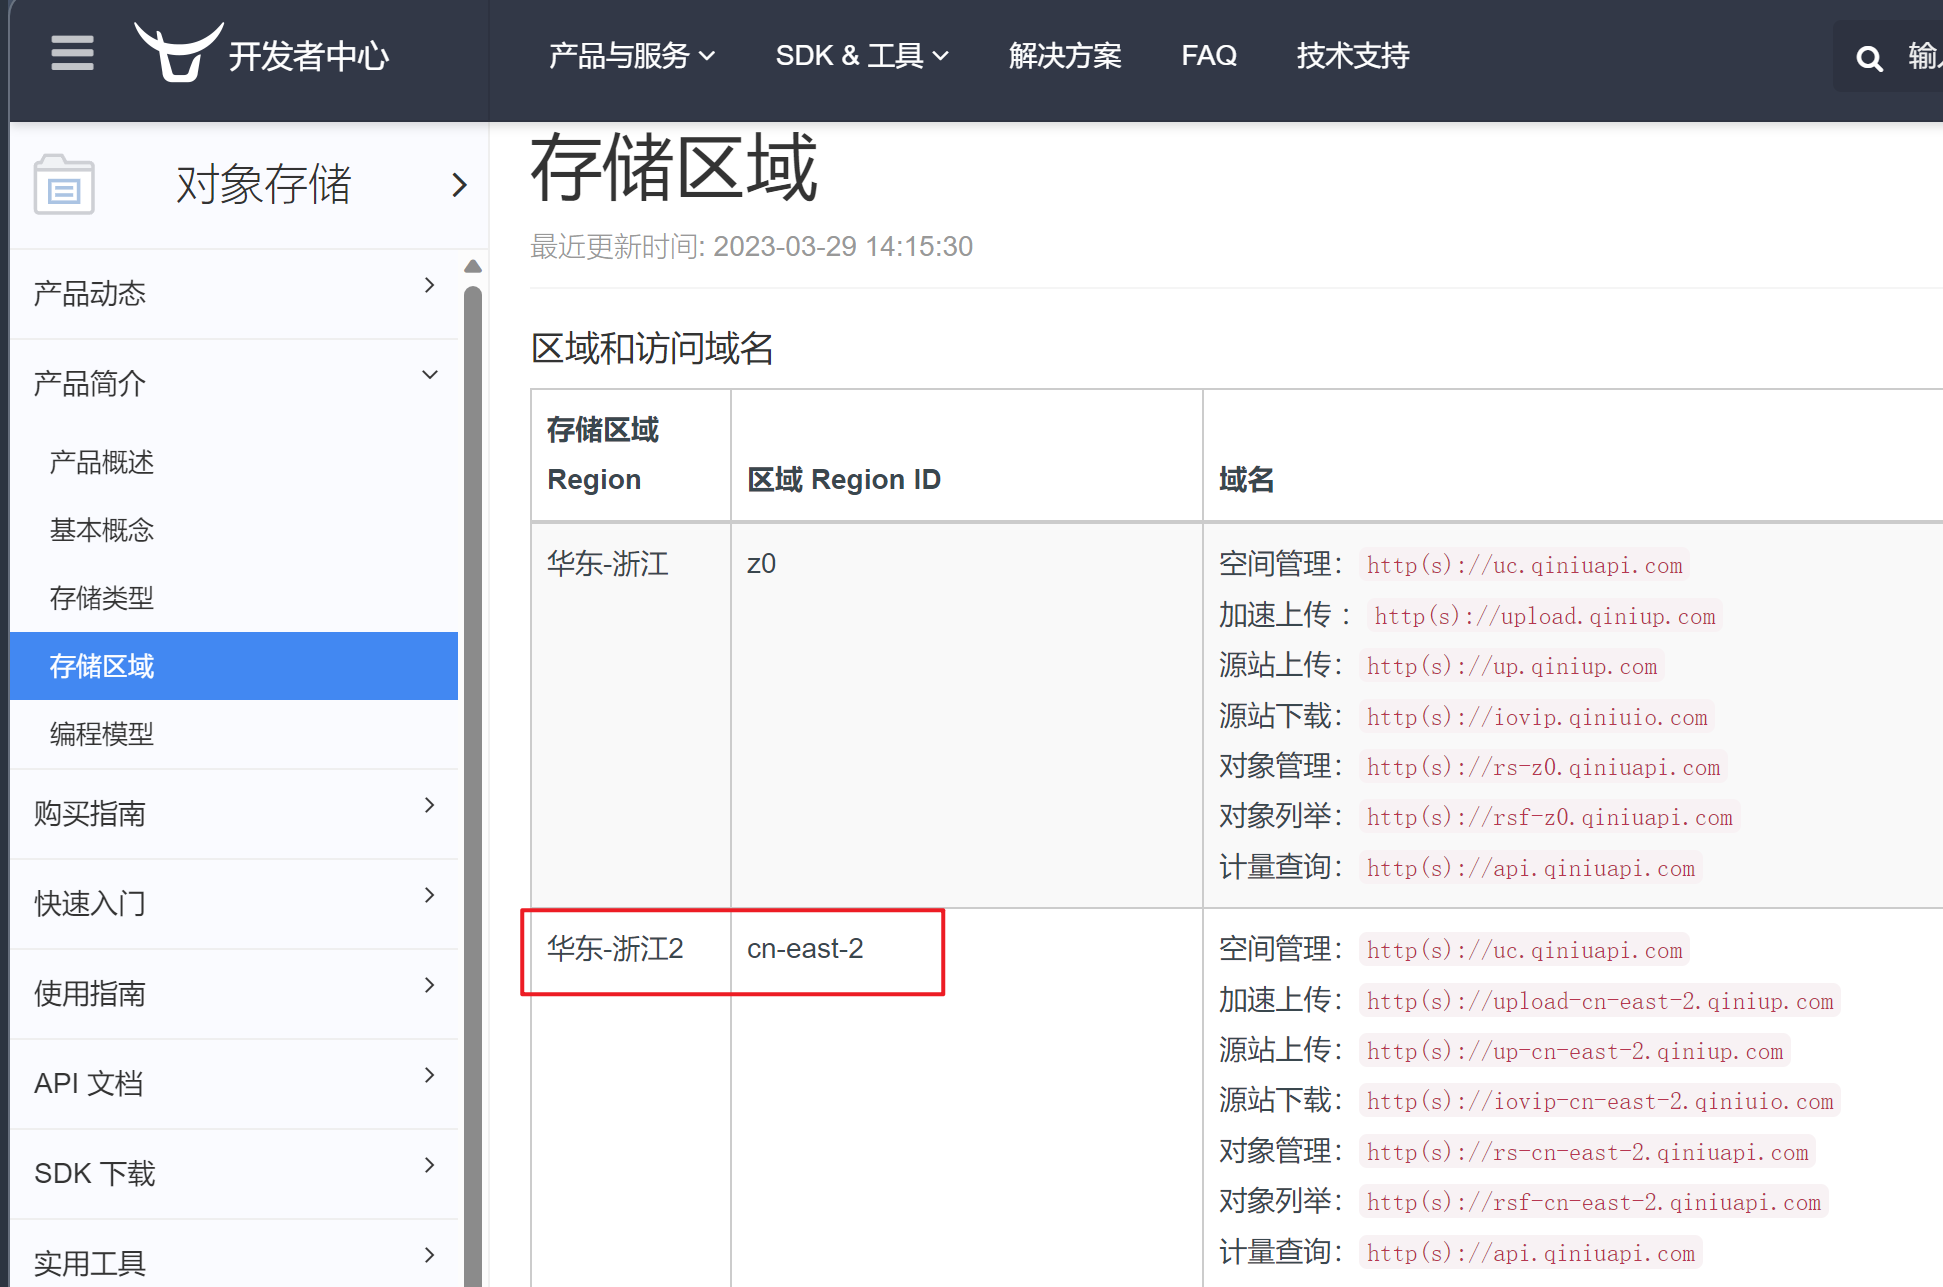 开发者中心
产品与服务
SDK & 工具
解决方案
FAQ
技术支持
对象存储
产品动态
产品简介
产品概述
基本概念
存储类型
存储区域
编程模型
购买指南
快速入门
使用指南
API 文档
SDK 下载
实用工具
存储区域
最近更新时间: 2023-03-29 14:15:30
区域和访问域名
存储区域
Region
区域 Region ID
域名
华东-浙江
z0
空间管理： http(s)://uc.qiniuapi.com
加速上传 ： http(s)://upload.qiniup.com
源站上传： http(s)://up.qiniup.com
源站下载： http(s)://iovip.qiniuio.com
对象管理： http(s)://rs-z0.qiniuapi.com
对象列举： http(s)://rsf-z0.qiniuapi.com
计量查询： http(s)://api.qiniuapi.com
华东-浙江2
cn-east-2
空间管理： http(s)://uc.qiniuapi.com
加速上传： http(s)://upload-cn-east-2.qiniup.com
源站上传： http(s)://up-cn-east-2.qiniup.com
源站下载： http(s)://iovip-cn-east-2.qiniuio.com
对象管理： http(s)://rs-cn-east-2.qiniuapi.com
对象列举： http(s)://rsf-cn-east-2.qiniuapi.com
计量查询： http(s)://api.qiniuapi.com